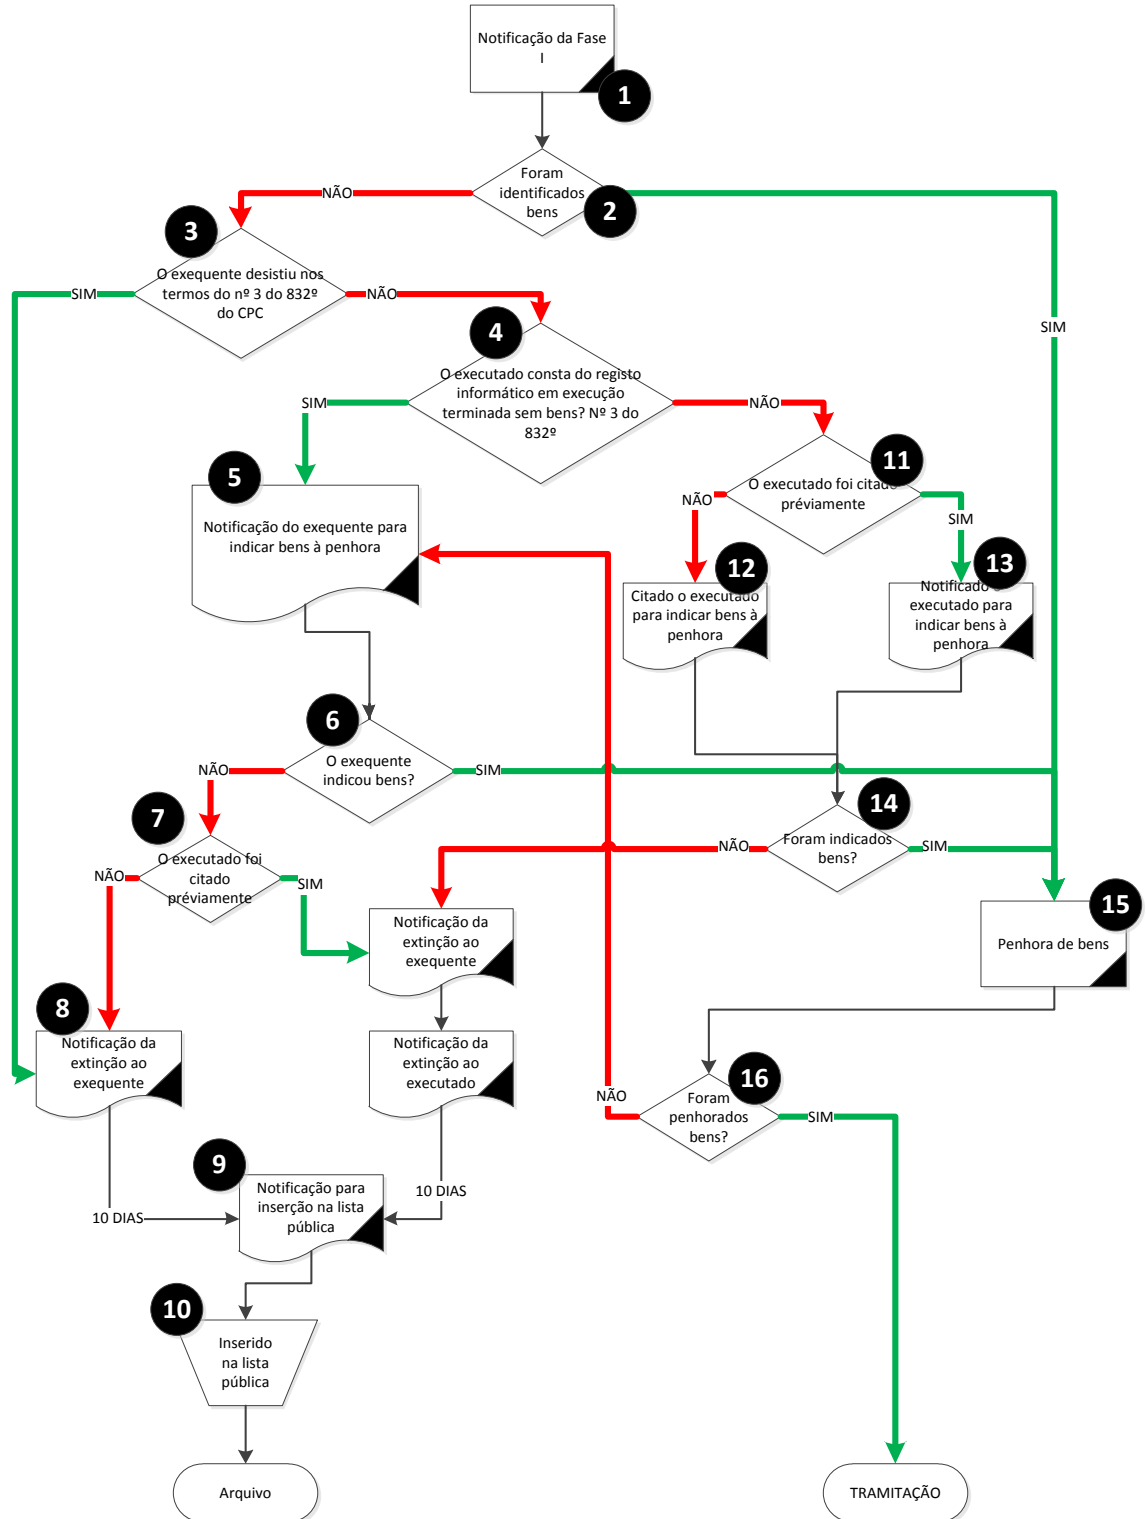 Notificação da Fase
I
1
Foram
identificados
bens
2
NÃO
SIM
3
O exequente desistiu nos
termos do nº 3 do 832º
do CPC
SIM
NÃO
4
O executado consta do registo
informático em execução
terminada sem bens? Nº 3 do
832º
SIM
NÃO
5
Notificação do exequente para
indicar bens à penhora
11
O executado foi citado
préviamente
NÃO
SIM
12
Citado o executado
para indicar bens à
penhora
13
Notificado o
executado para
indicar bens à
penhora
6
O exequente
indicou bens?
NÃO
SIM
7
O executado foi
citado
préviamente
NÃO
SIM
14
Foram indicados
bens?
NÃO
SIM
Notificação da
extinção ao
exequente
15
Penhora de bens
8
Notificação da
extinção ao
exequente
Notificação da
extinção ao
executado
16
Foram
penhorados
bens?
NÃO
SIM
9
Notificação para
inserção na lista
pública
10 DIAS
10 DIAS
10
Inserido
na lista
pública
Arquivo
TRAMITAÇÃO